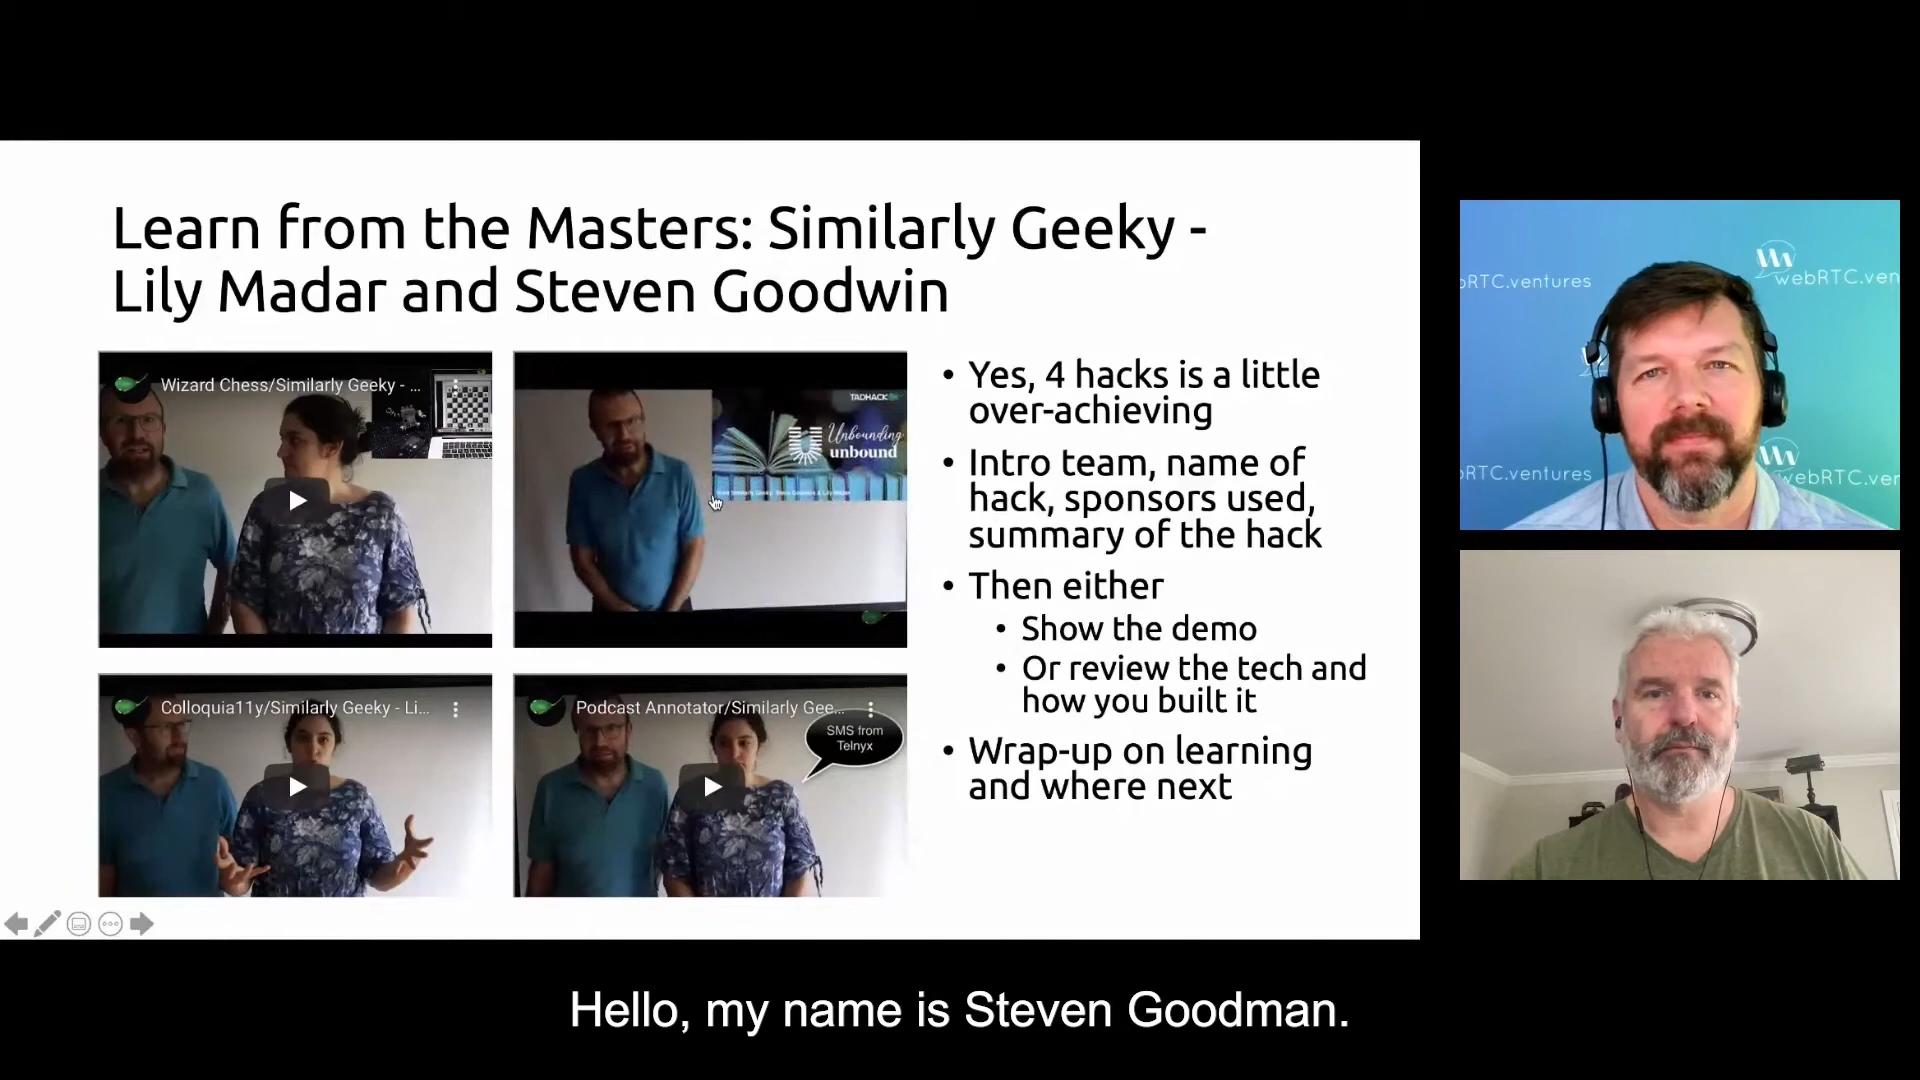 Learn from the Masters: Similarly Geeky -
Lily Madar and Steven Goodwin
Wizard Chess/Similarly Geeky - ...
TADHACK
Unbounding
unbound
Colloquia11y/Similarly Geeky - Li...
Podcast Annotator/Similarly Gee...
SMS from
Telnyx
• Yes, 4 hacks is a little
over-achieving
• Intro team, name of
hack, sponsors used,
summary of the hack
• Then either
• Show the demo
• Or review the tech and
how you built it
• Wrap-up on learning
and where next
bRTC.ventures
webRTC.ven
bRTC.ventures
webRTC.ver
Hello, my name is Steven Goodman.